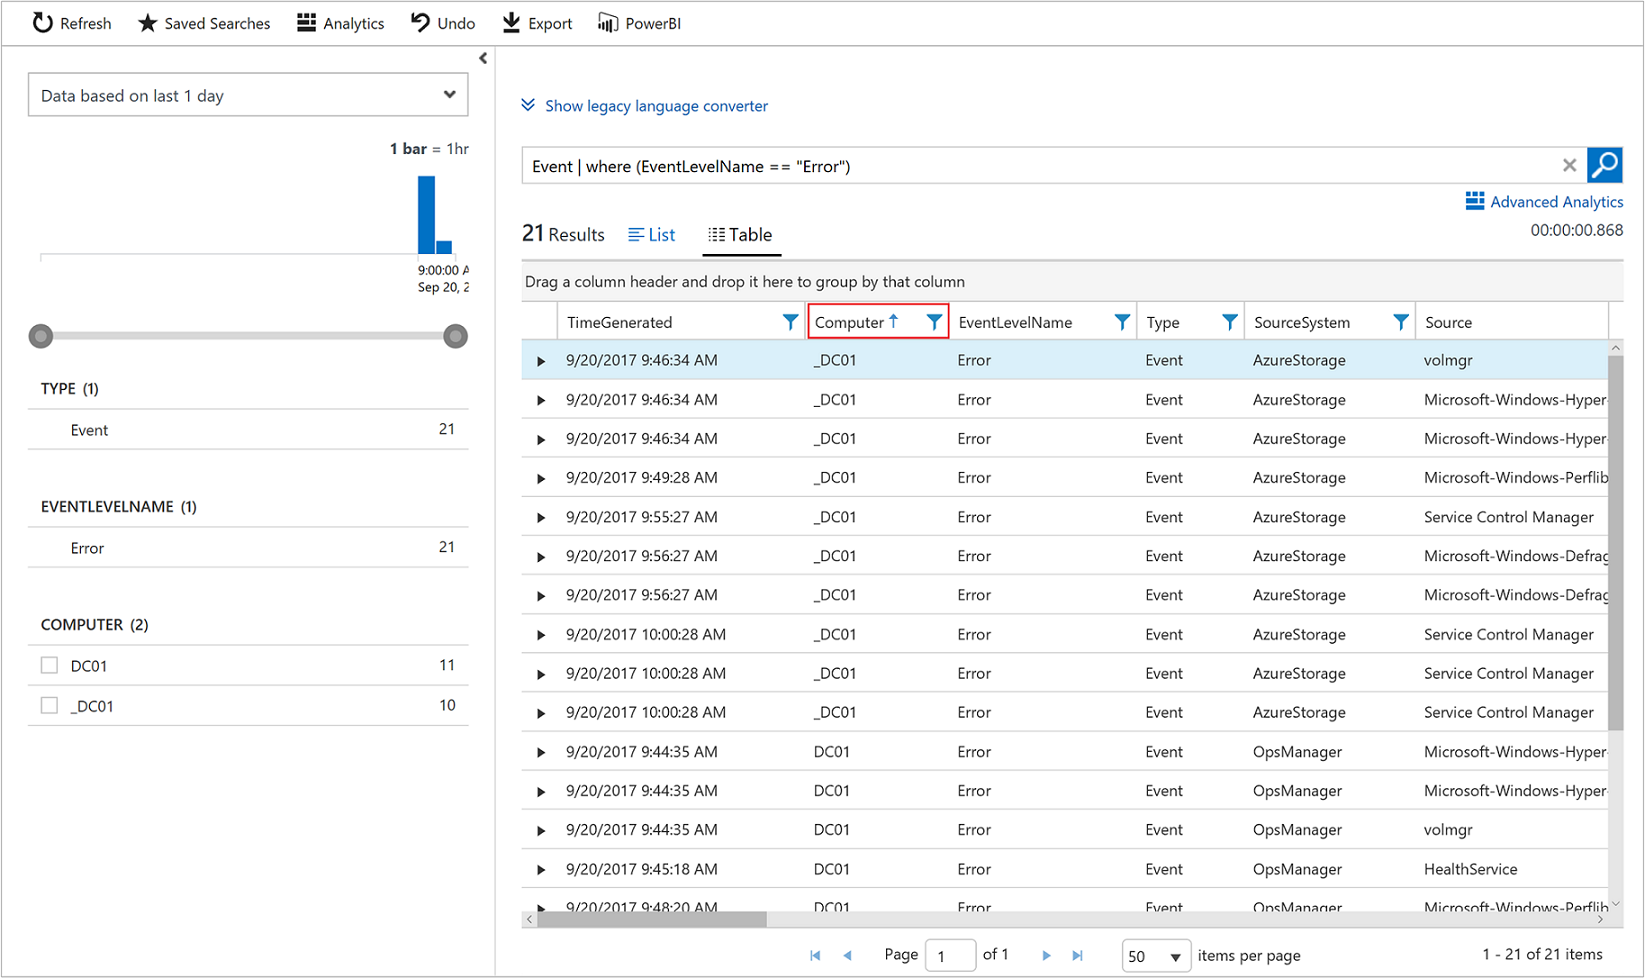 Refresh Saved Searches Analytics Undo Export PowerBI
Data based on last 1 day
1 bar = 1hr
9:00:00 A
Sep 20, 2
TYPE (1)
Event 21
EVENTLEVELNAME (1)
Error 21
COMPUTER (2)
DC01 11
_DC01 10
Show legacy language converter
Event | where (EventLevelName == "Error")
Advanced Analytics
21 Results List Table 00:00:00.868
Drag a column header and drop it here to group by that column
TimeGenerated Computer EventLevelName Type SourceSystem Source
9/20/2017 9:46:34 AM _DC01 Error Event AzureStorage volmgr
9/20/2017 9:46:34 AM _DC01 Error Event AzureStorage Microsoft-Windows-Hyper-
9/20/2017 9:46:34 AM _DC01 Error Event AzureStorage Microsoft-Windows-Hyper-
9/20/2017 9:49:28 AM _DC01 Error Event AzureStorage Microsoft-Windows-Perflib
9/20/2017 9:55:27 AM _DC01 Error Event AzureStorage Service Control Manager
9/20/2017 9:56:27 AM _DC01 Error Event AzureStorage Microsoft-Windows-Defrag
9/20/2017 9:56:27 AM _DC01 Error Event AzureStorage Microsoft-Windows-Defrag
9/20/2017 10:00:28 AM _DC01 Error Event AzureStorage Service Control Manager
9/20/2017 10:00:28 AM _DC01 Error Event AzureStorage Service Control Manager
9/20/2017 10:00:28 AM _DC01 Error Event AzureStorage Service Control Manager
9/20/2017 9:44:35 AM DC01 Error Event OpsManager Microsoft-Windows-Hyper-
9/20/2017 9:44:35 AM DC01 Error Event OpsManager Microsoft-Windows-Hyper-
9/20/2017 9:44:35 AM DC01 Error Event OpsManager volmgr
9/20/2017 9:45:18 AM DC01 Error Event OpsManager HealthService
9/20/2017 9:48:20 AM DC01 Error Event OpsManager Microsoft-Windows-Perflib
Page 1 of 1 50 items per page 1 - 21 of 21 items